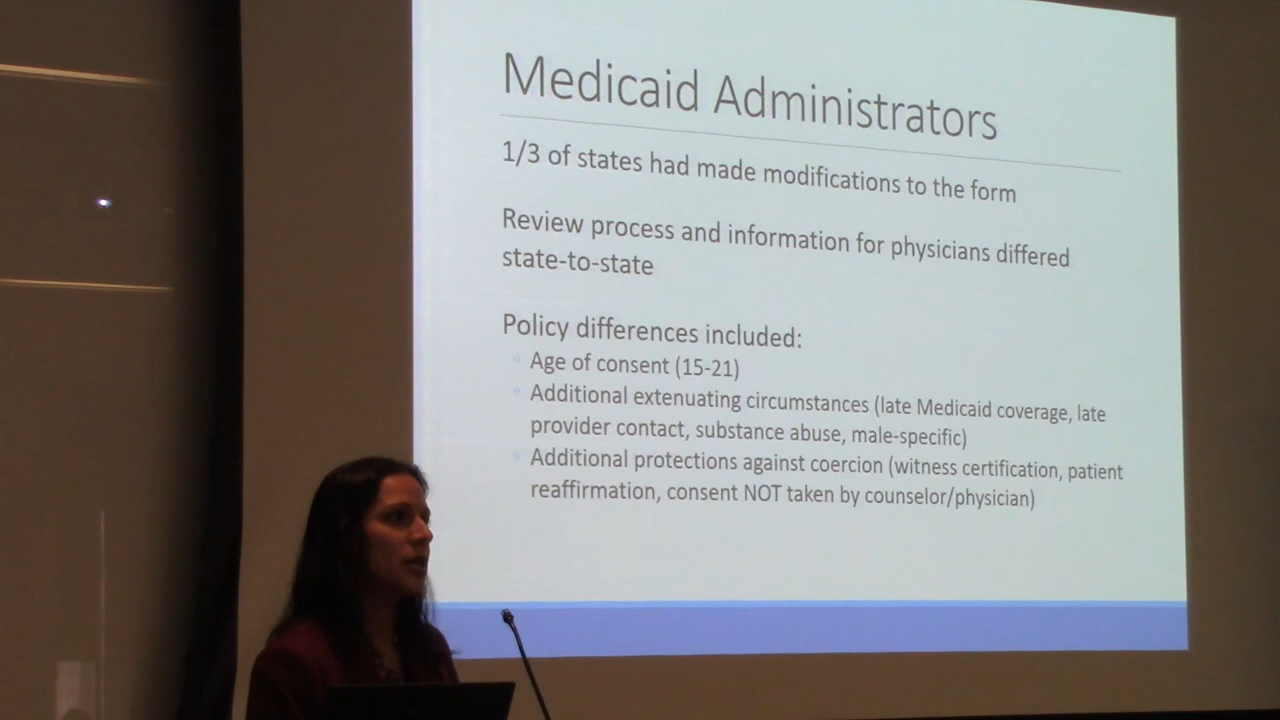 Medicaid Administrators
1/3 of states had made modifications to the form
Review process and information for physicians differed
state-to-state
Policy differences included:
Age of consent (15-21)
Additional extenuating circumstances (late Medicaid coverage, late
provider contact, substance abuse, male-specific)
Additional protections against coercion (witness certification, patient
reaffirmation, consent NOT taken by counselor/physician)